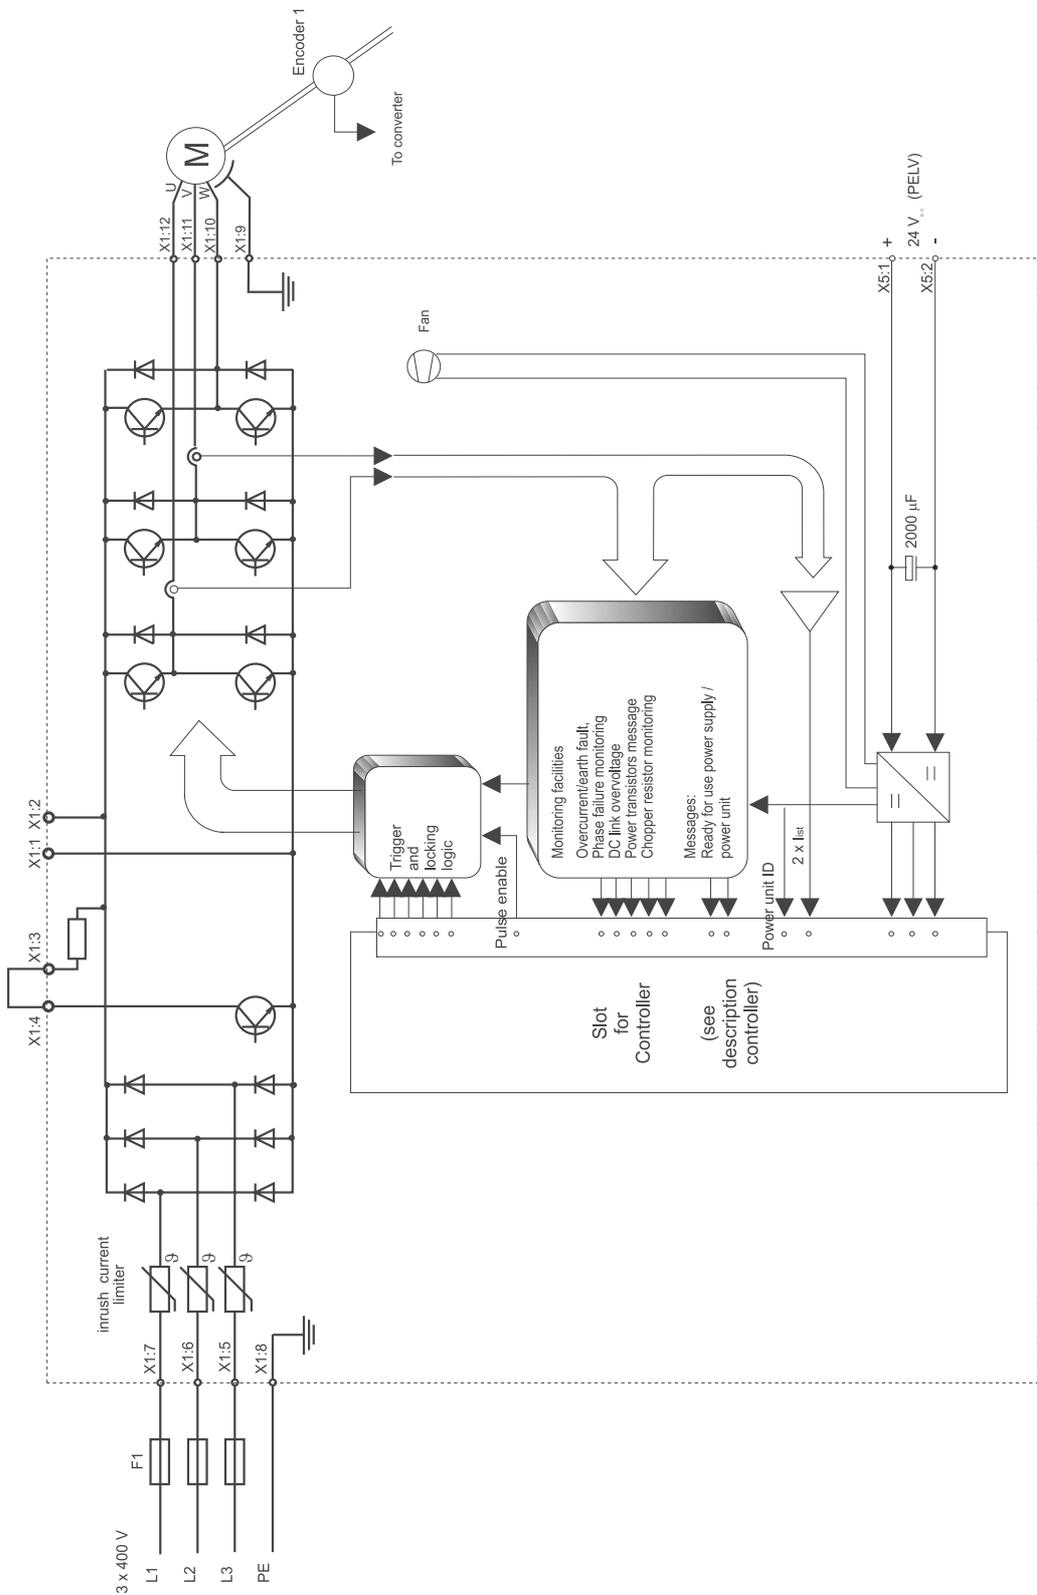 3 x 400 V
L1
L2
L3
PE
F1
X1:7
X1:6
X1:5
X1:8
inrush current
limiter
ϑ
ϑ
ϑ
X1:4
X1:3
X1:1
X1:2
X1:12
X1:11
X1:10
X1:9
U
V
W
M
Encoder 1
To converter
Trigger
and
locking
logic
Pulse enable
Monitoring facilities
Overcurrent/earth fault,
Phase failure monitoring
DC link overvoltage
Power transistors message
Chopper resistor monitoring
Messages:
Ready for use power supply /
power unit
Power unit ID
2 x Iist
Slot
for
Controller
(see
description
controller)
Fan
X5:1
X5:2
+
24 V (PELV)
-
2000 µF